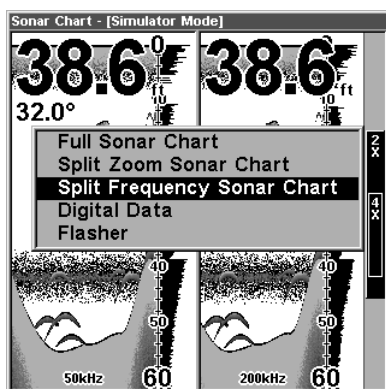 Sonar Chart - [Simulator Mode]
0 0
38.6 ft 38.6 ft
10 10
32.0°
Full Sonar Chart
Split Zoom Sonar Chart
Split Frequency Sonar Chart
Digital Data
Flasher
2X
4X
40 40
50 50
50kHz 60 200kHz 60